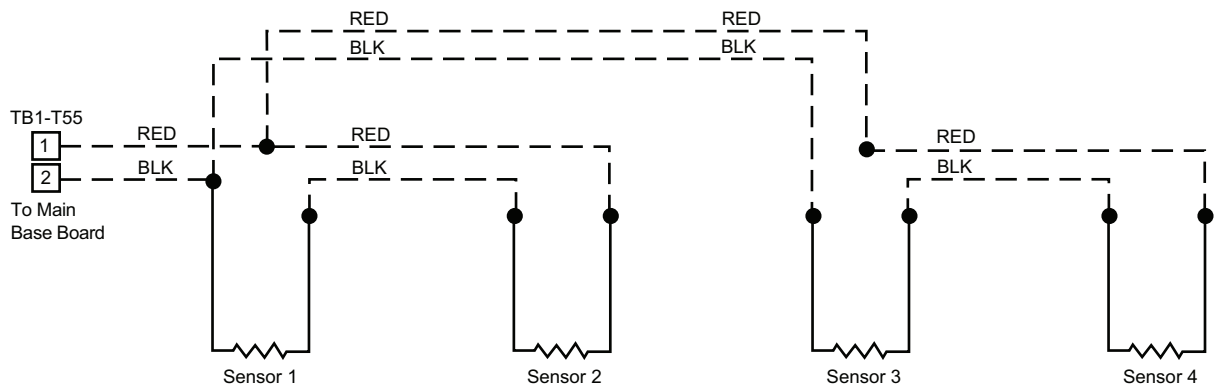 RED RED
BLK BLK
TB1-T55
1 RED RED RED
2 BLK BLK BLK
To Main
Base Board
Sensor 1 Sensor 2 Sensor 3 Sensor 4